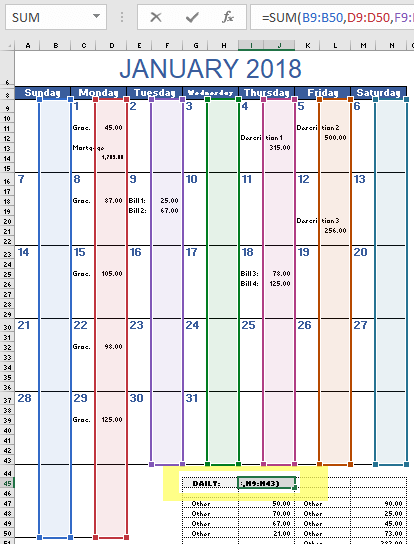 SUM
=SUM(B9:B50,D9:D50,F9:
A B C D E F G H I J K L M N
JANUARY 2018
Sunday Monday Tuesday Wednesday Thursday Friday Saturday
1 2 3 4 5 6
Groc. 45.00 Description 1 Description 2
315.00 500.00
Mortgage
7 8 9 10 11 12 13
Groc. 87.00 Bill 1: 25.00
Bill 2: 67.00
Description 3
256.00
14 15 16 17 18 19 20
Groc. 105.00 Bill 3: 78.00
Bill 4: 125.00
21 22 23 24 25 26 27
Groc. 98.00
28 29 30 31
Groc. 125.00
DAILY: :,N9:N43)
Other 50.00 Other 90.00
Other 70.00 Other 25.00
Other 67.00 Other 45.00
Other 21.00 Other 73.00